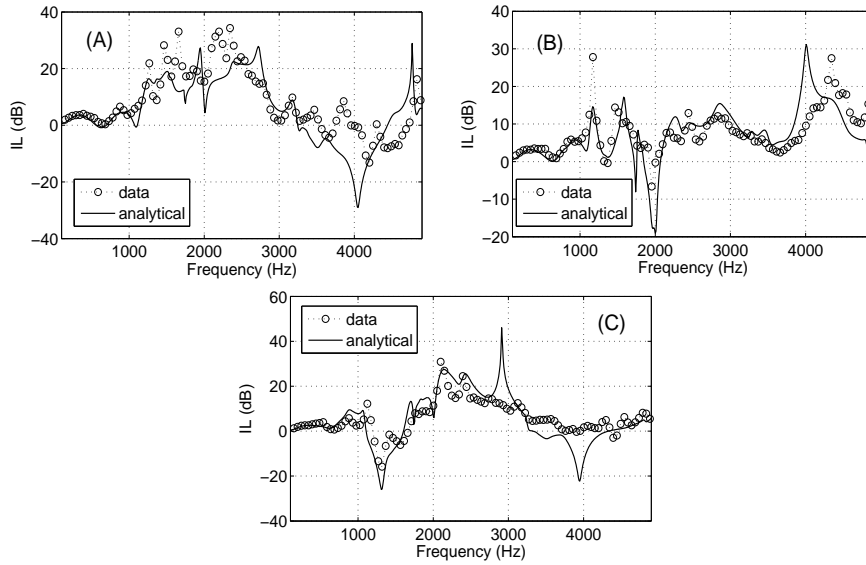 (A)
40
20
0
−20
−40
IL (dB)
data
analytical
1000 2000 3000 4000
Frequency (Hz)
(B)
40
30
20
10
0
−10
−20
IL (dB)
data
analytical
1000 2000 3000 4000
Frequency (Hz)
(C)
60
40
20
0
−20
−40
IL (dB)
data
analytical
1000 2000 3000 4000
Frequency (Hz)